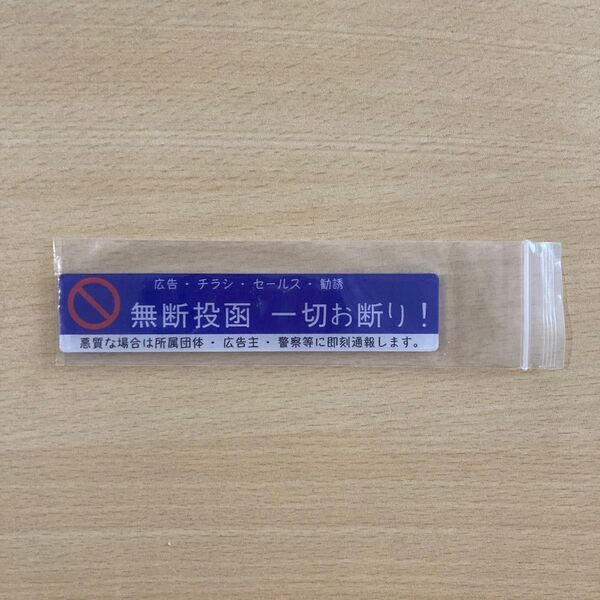 広告・チラシ・セールス・勧誘
無断投函 一切お断り！
悪質な場合は所属団体・広告主・警察等に即刻通報します。